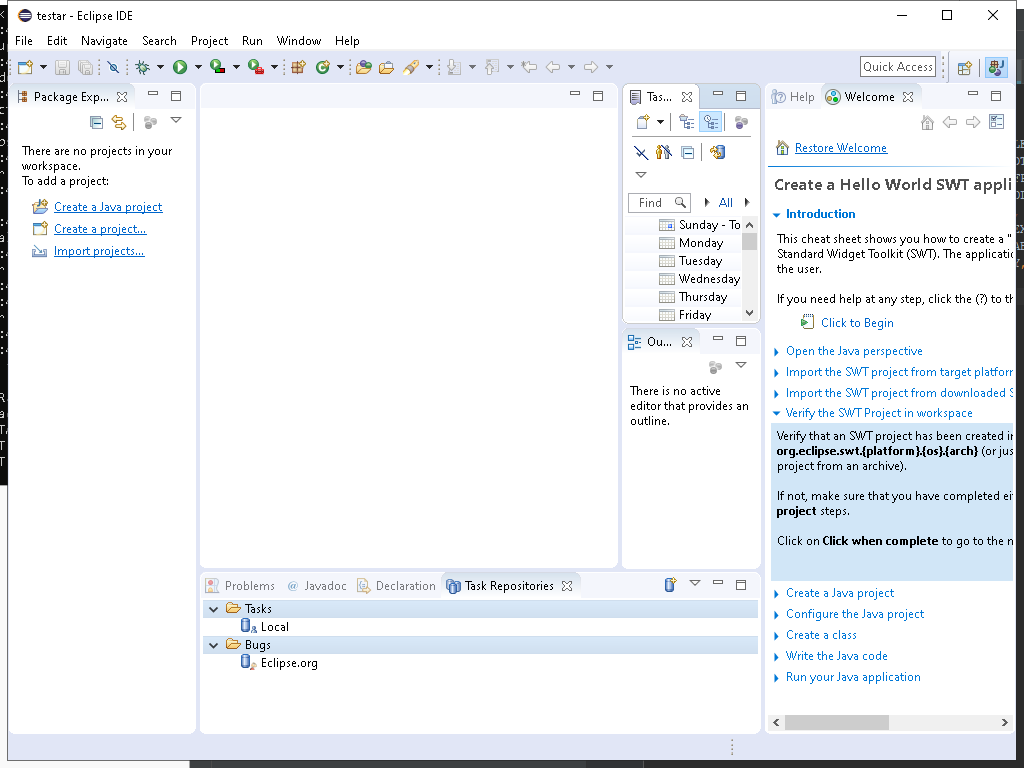 testar - Eclipse IDE
File Edit Navigate Search Project Run Window Help
Quick Access
Package Exp...
There are no projects in your
workspace.
To add a project:
Create a Java project
Create a project...
Import projects...
Tas...
Find
All
Sunday - To
Monday
Tuesday
Wednesday
Thursday
Friday
Ou...
There is no active
editor that provides an
outline.
Help Welcome
Restore Welcome
Create a Hello World SWT appli
Introduction
This cheat sheet shows you how to create a "
Standard Widget Toolkit (SWT). The applicatio
the user.
If you need help at any step, click the (?) to th
Click to Begin
Open the Java perspective
Import the SWT project from target platfor
Import the SWT project from downloaded S
Verify the SWT Project in workspace
Verify that an SWT project has been created in
org.eclipse.swt.{platform}.{os}.{arch} (or jus
project from an archive).
If not, make sure that you have completed ei
project steps.
Click on Click when complete to go to the n
Create a Java project
Configure the Java project
Create a class
Write the Java code
Run your Java application
Problems @ Javadoc Declaration Task Repositories
Tasks
Local
Bugs
Eclipse.org